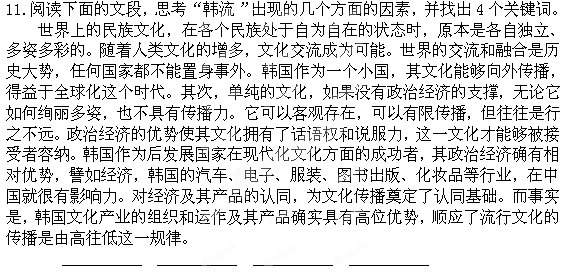 11.阅读下面的文段，思考“韩流”出现的几个方面的因素，并找出4个关键词。
世界上的民族文化，在各个民族处于自为自在的状态时，原本是各自独立、
多姿多彩的。随着人类文化的增多，文化交流成为可能。世界的交流和融合是历
史大势，任何国家都不能置身事外。韩国作为一个小国，其文化能够向外传播，
得益于全球化这个时代。其次，单纯的文化，如果没有政治经济的支撑，无论它
如何绚丽多姿，也不具有传播力。它可以客观存在，可以有限传播，但往往是行
之不远。政治经济的优势使其文化拥有了话语权和说服力，这一文化才能够被接
受者容纳。韩国作为后发展国家在现代化文化方面的成功者，其政治经济确有相
对优势，譬如经济，韩国的汽车、电子、服装、图书出版、化妆品等行业，在中
国就很有影响力。对经济及其产品的认同，为文化传播奠定了认同基础。而事实
是，韩国文化产业的组织和运作及其产品确实具有高位优势，顺应了流行文化的
传播是由高往低这一规律。